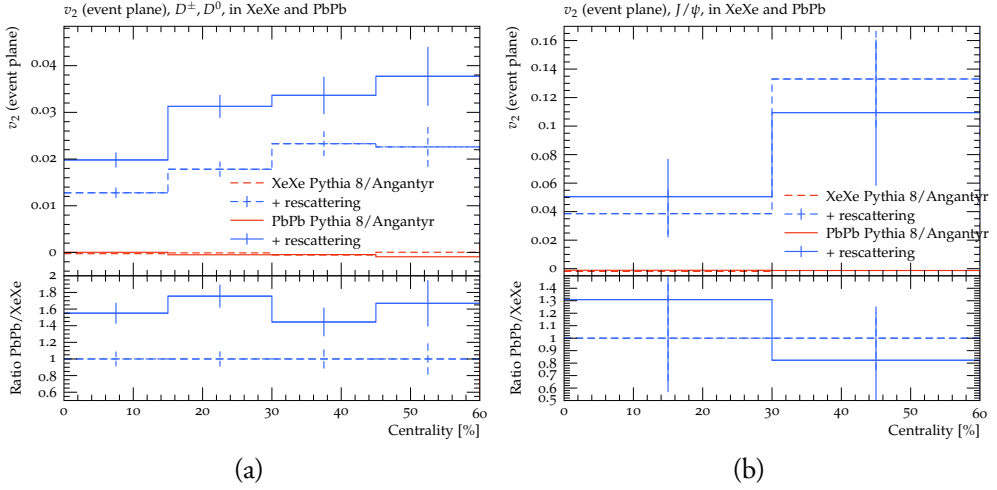 v₂ (event plane), D±, D⁰, in XeXe and PbPb
v₂ (event plane)
0.04
0.03
0.02
0.01
0
XeXe Pythia 8/Angantyr
+ rescattering
PbPb Pythia 8/Angantyr
+ rescattering
Ratio PbPb/XeXe
2
1.8
1.6
1.4
1.2
1
0.8
0.6
0 10 20 30 40 50 60
Centrality [%]
(a)
v₂ (event plane), J/ψ, in XeXe and PbPb
v₂ (event plane)
0.16
0.14
0.12
0.10
0.08
0.06
0.04
0.02
0
XeXe Pythia 8/Angantyr
+ rescattering
PbPb Pythia 8/Angantyr
+ rescattering
Ratio PbPb/XeXe
1.4
1.3
1.2
1.1
1
0.9
0.8
0.7
0.6
0.5
0 10 20 30 40 50 60
Centrality [%]
(b)